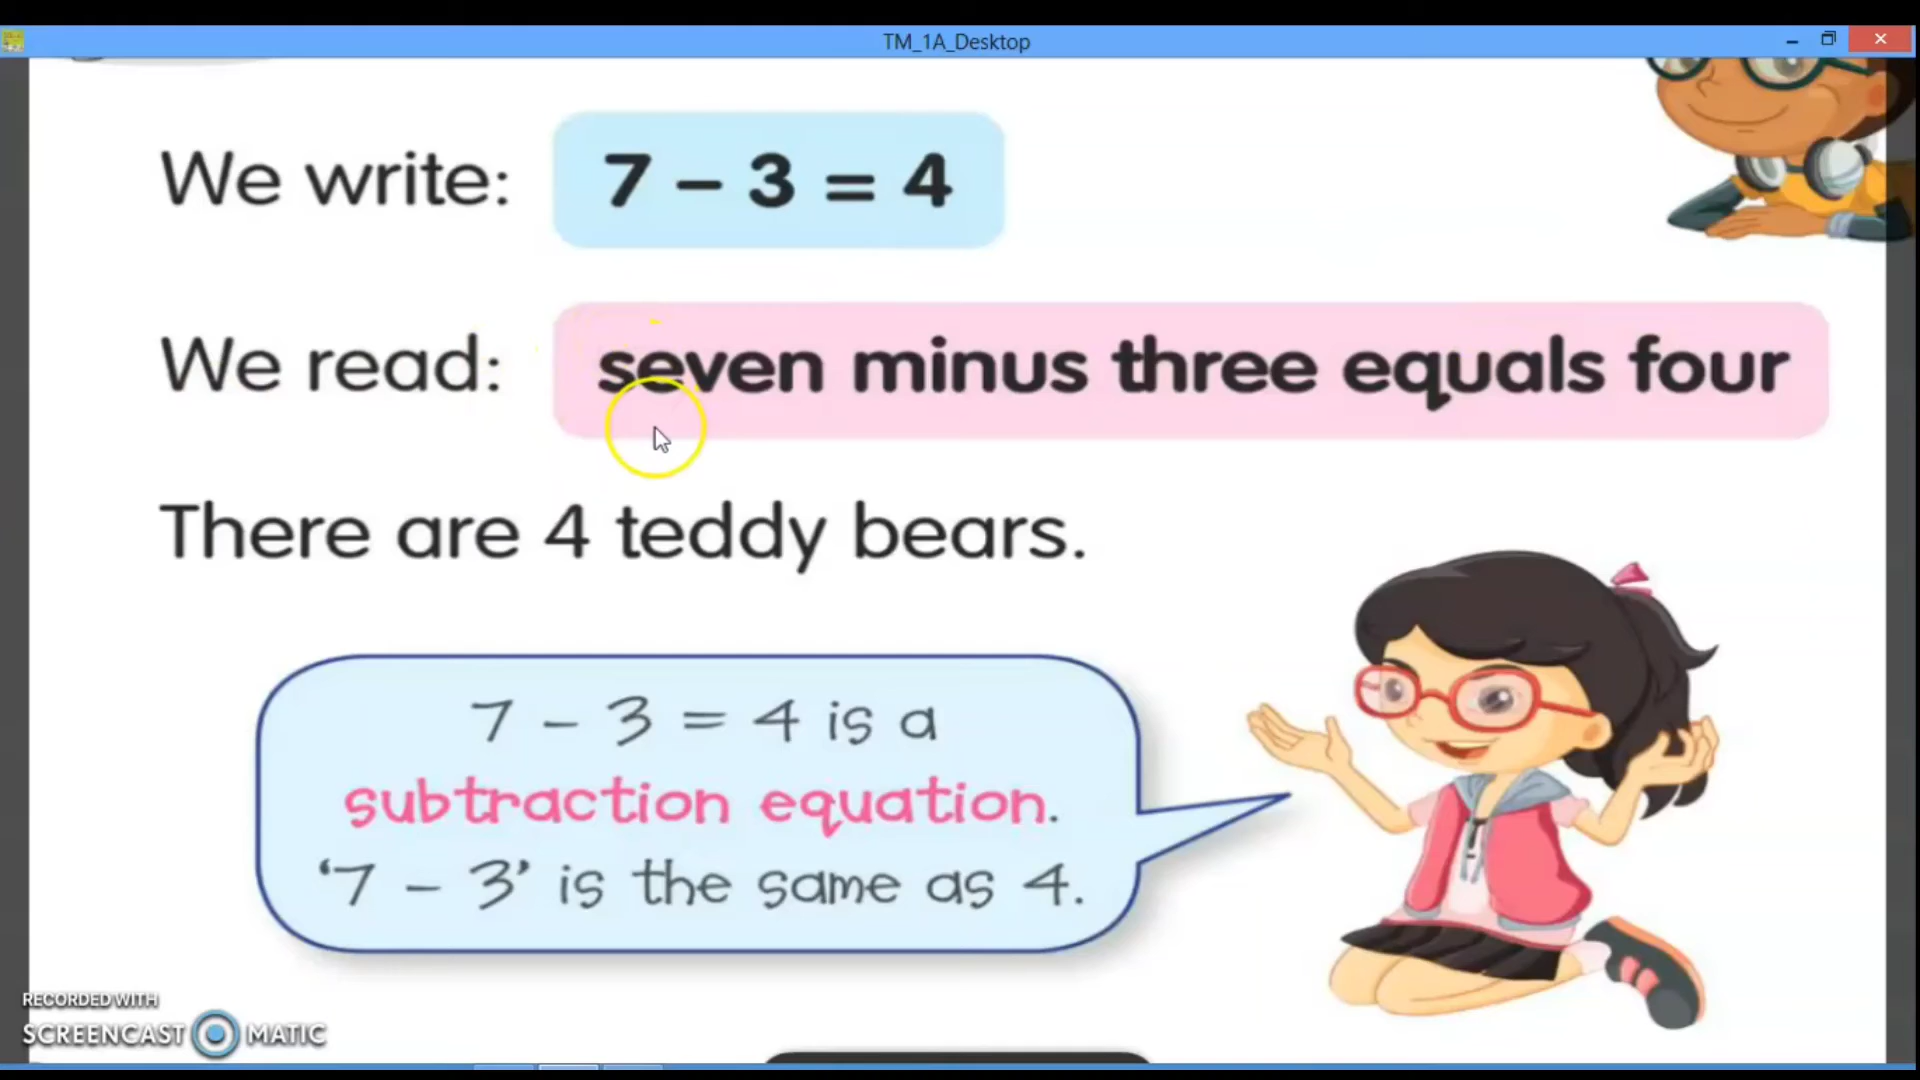 TM_1A_Desktop
We write: 7 – 3 = 4
We read: seven minus three equals four
There are 4 teddy bears.
7 – 3 = 4 is a
subtraction equation.
‘7 – 3’ is the same as 4.
RECORDED WITH
SCREENCAST MATIC